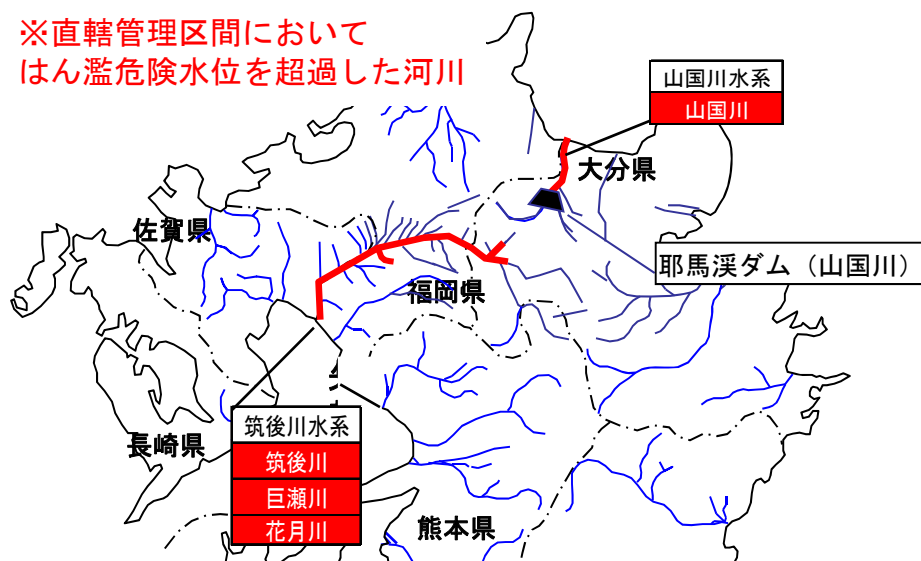 ※直轄管理区間において
はん濫危険水位を超過した河川
山国川水系
山国川
大分県
佐賀県
耶馬渓ダム（山国川）
福岡県
筑後川水系
筑後川
巨瀬川
花月川
長崎県
熊本県